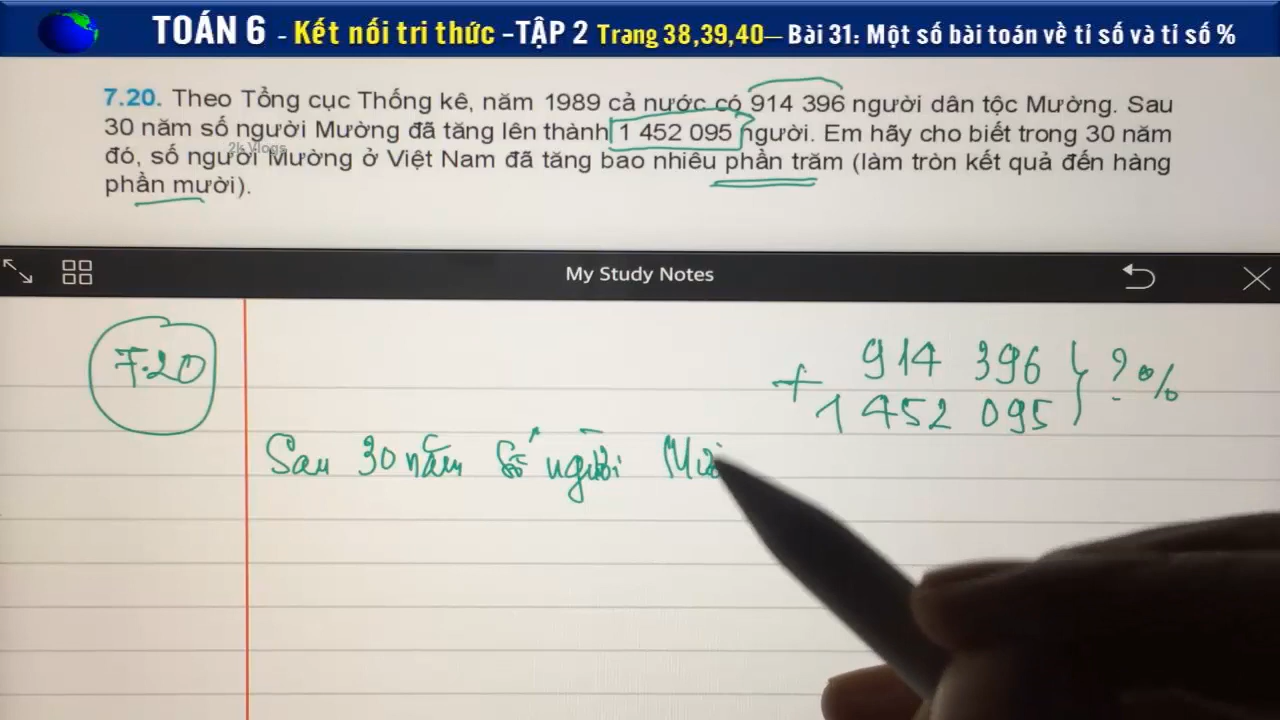 TOÁN 6 - Kết nối tri thức -TẬP 2 Trang 38,39,40— Bài 31: Một số bài toán về tỉ số và tỉ số %
7.20. Theo Tổng cục Thống kê, năm 1989 cả nước có 914 396 người dân tộc Mường. Sau
30 năm số người Mường đã tăng lên thành 1 452 095 người. Em hãy cho biết trong 30 năm
đó, số người Mường ở Việt Nam đã tăng bao nhiêu phần trăm (làm tròn kết quả đến hàng
phần mười).
2k Vlogs
My Study Notes
7.20
914 396
+ 1 452 095 } ? %
Sau 30 năm số người Mườ